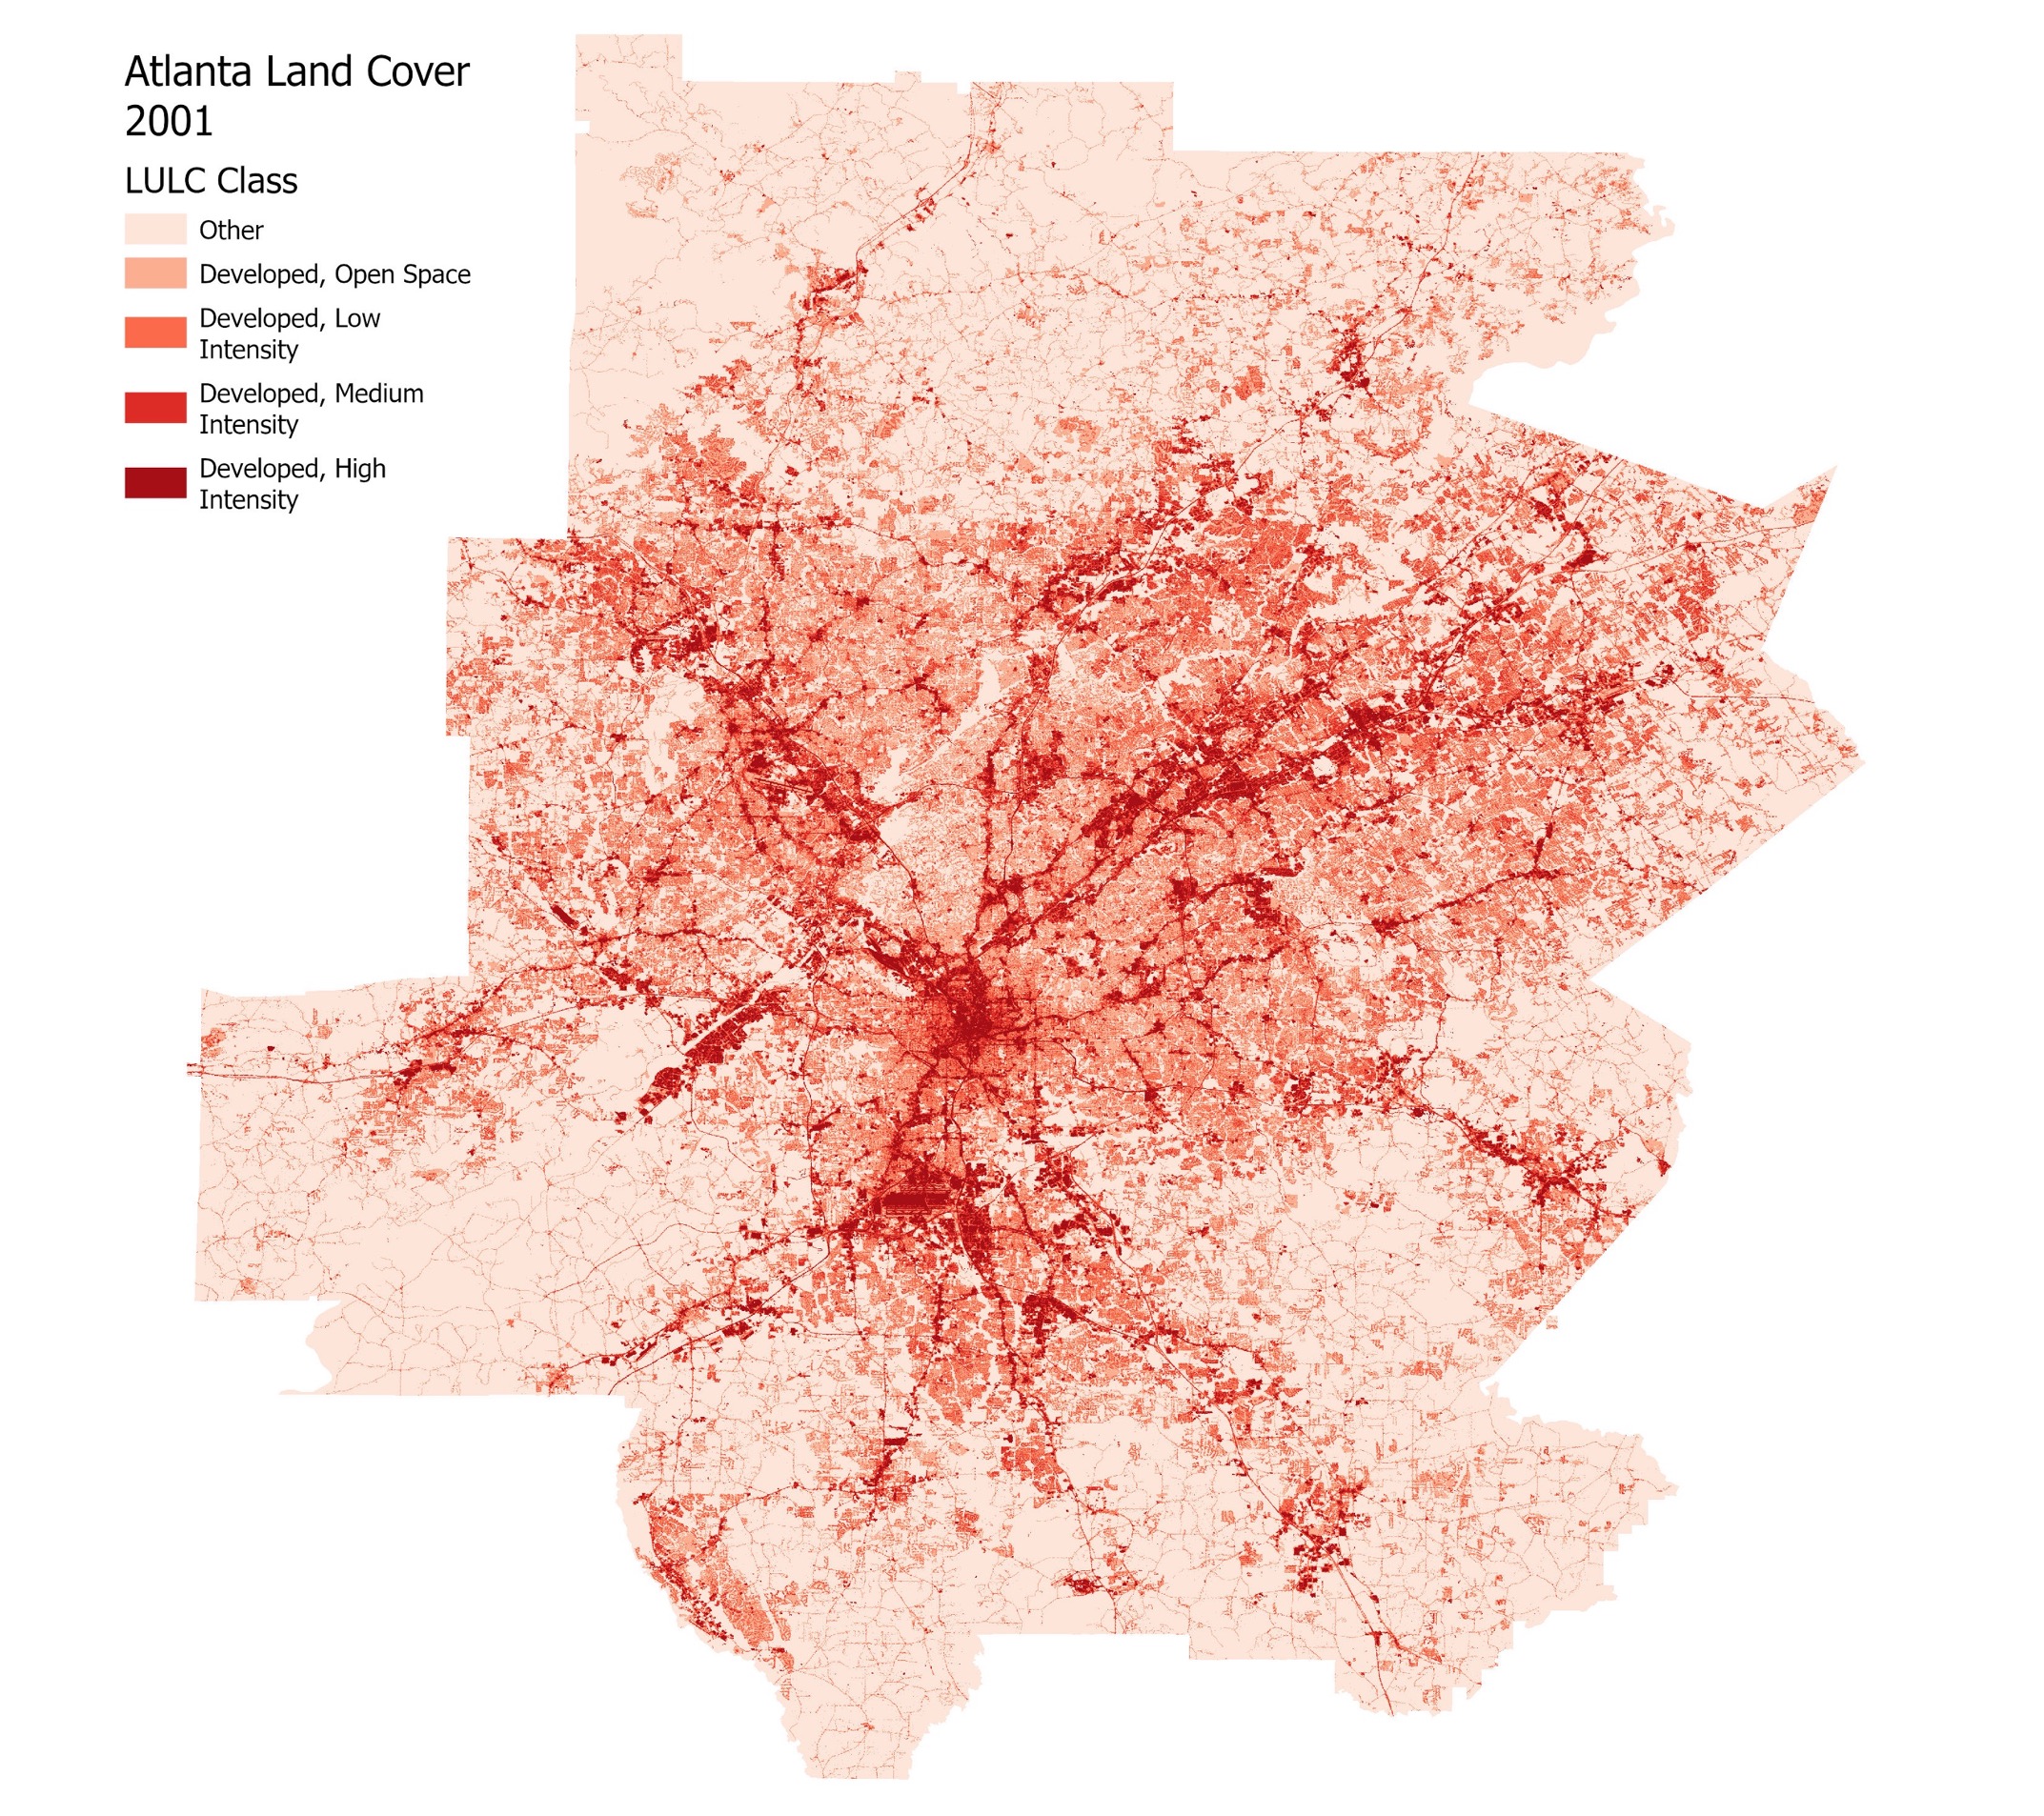 Atlanta Land Cover
2001
LULC Class
Other
Developed, Open Space
Developed, Low
Intensity
Developed, Medium
Intensity
Developed, High
Intensity